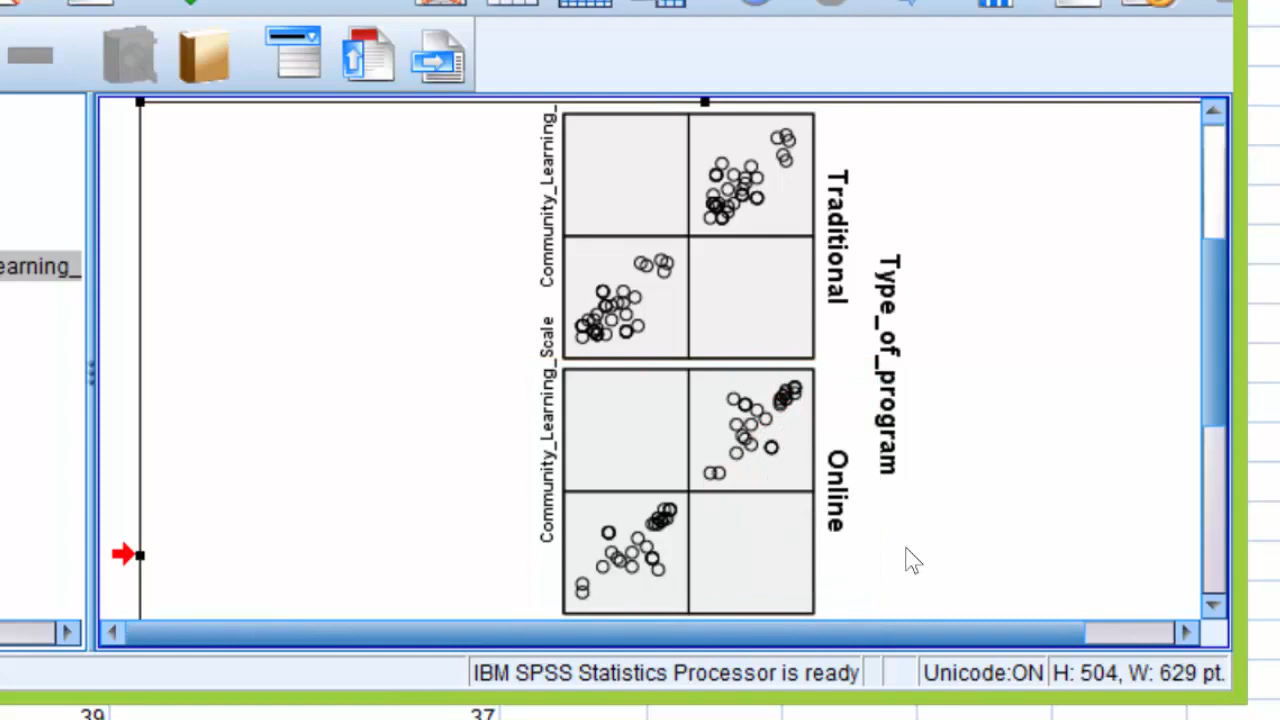 earning_
Community_Learning_
Community_Learning_Scale
Traditional
Online
Type_of_program
IBM SPSS Statistics Processor is ready
Unicode:ON
H: 504, W: 629 pt.
39
37